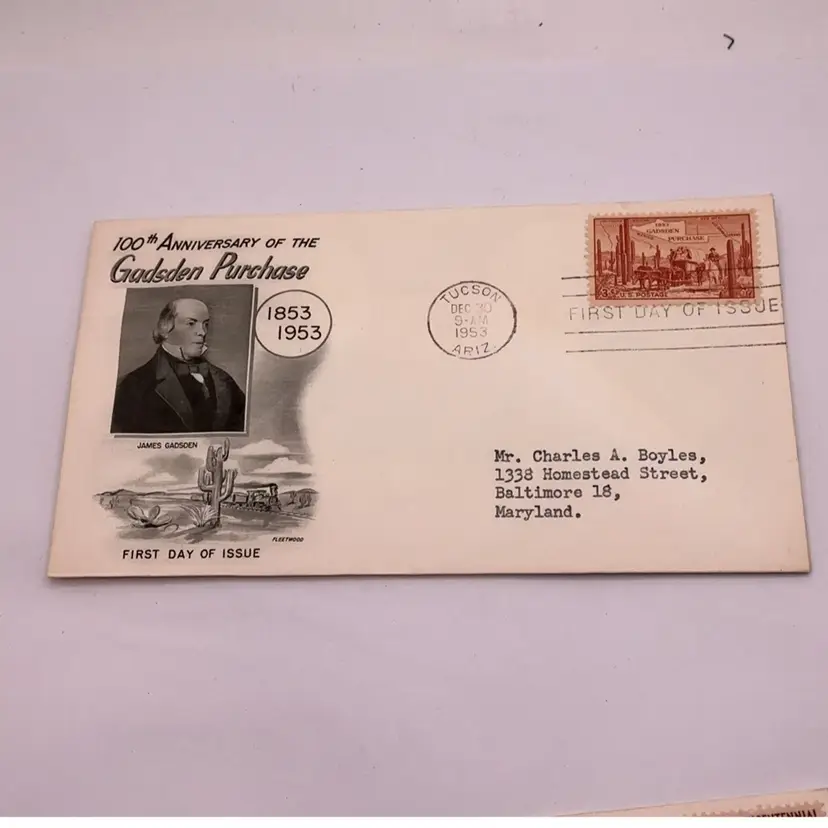 100th ANNIVERSARY OF THE
Gadsden Purchase
1853
1953
JAMES GADSDEN
FLEETWOOD
FIRST DAY OF ISSUE
TUCSON
DEC 30
9-AM
1953
ARIZ.
1853
GADSDEN
PURCHASE
3¢ U.S. POSTAGE
FIRST DAY OF ISSUE
Mr. Charles A. Boyles,
1338 Homestead Street,
Baltimore 18,
Maryland.